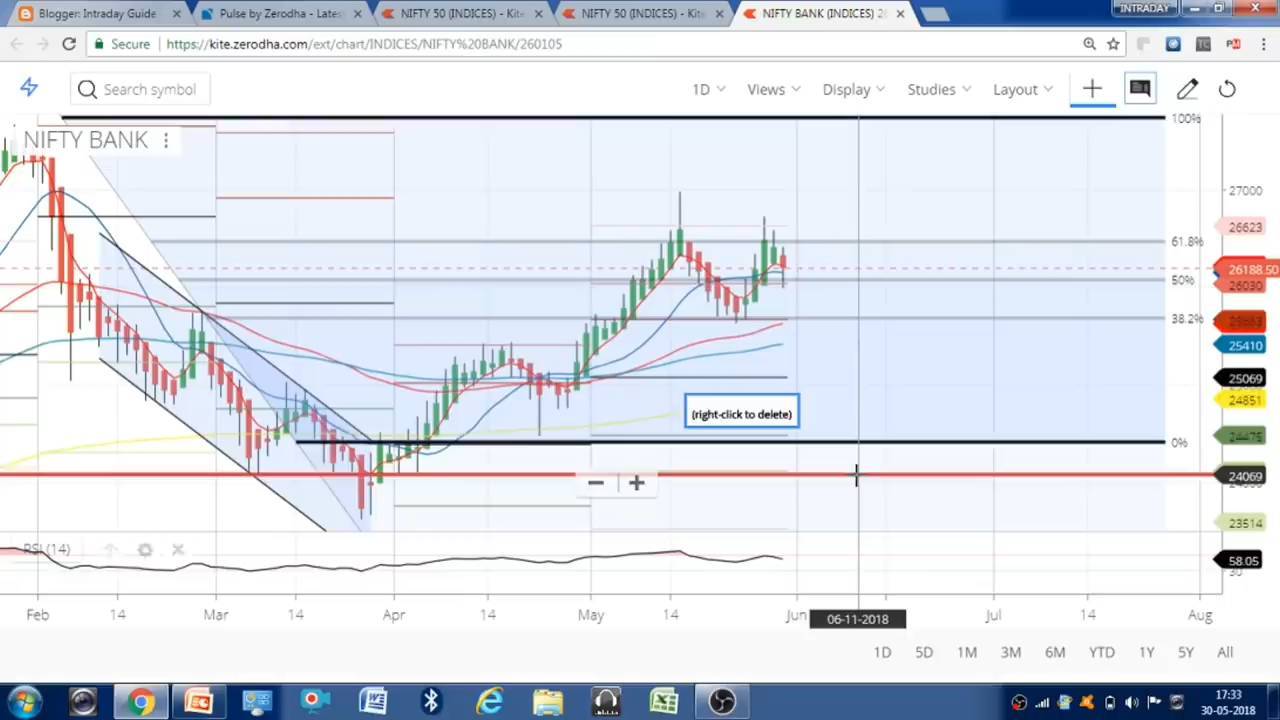 Blogger: Intraday Guide
Pulse by Zerodha - Lates
NIFTY 50 (INDICES) - Kite
NIFTY 50 (INDICES) - Kite
NIFTY BANK (INDICES) 2
INTRADAY
Secure
https://kite.zerodha.com/ext/chart/INDICES/NIFTY%20BANK/260105
Search symbol
1D
Views
Display
Studies
Layout
NIFTY BANK
100%
27000
26623
61.8%
26188.50
50%
26030
38.2%
25410
25069
24851
(right-click to delete)
24475
0%
24069
23514
RSI (14)
58.05
30
Feb
14
Mar
14
Apr
14
May
14
Jun
06-11-2018
Jul
14
Aug
1D
5D
1M
3M
6M
YTD
1Y
5Y
All
17:33
30-05-2018